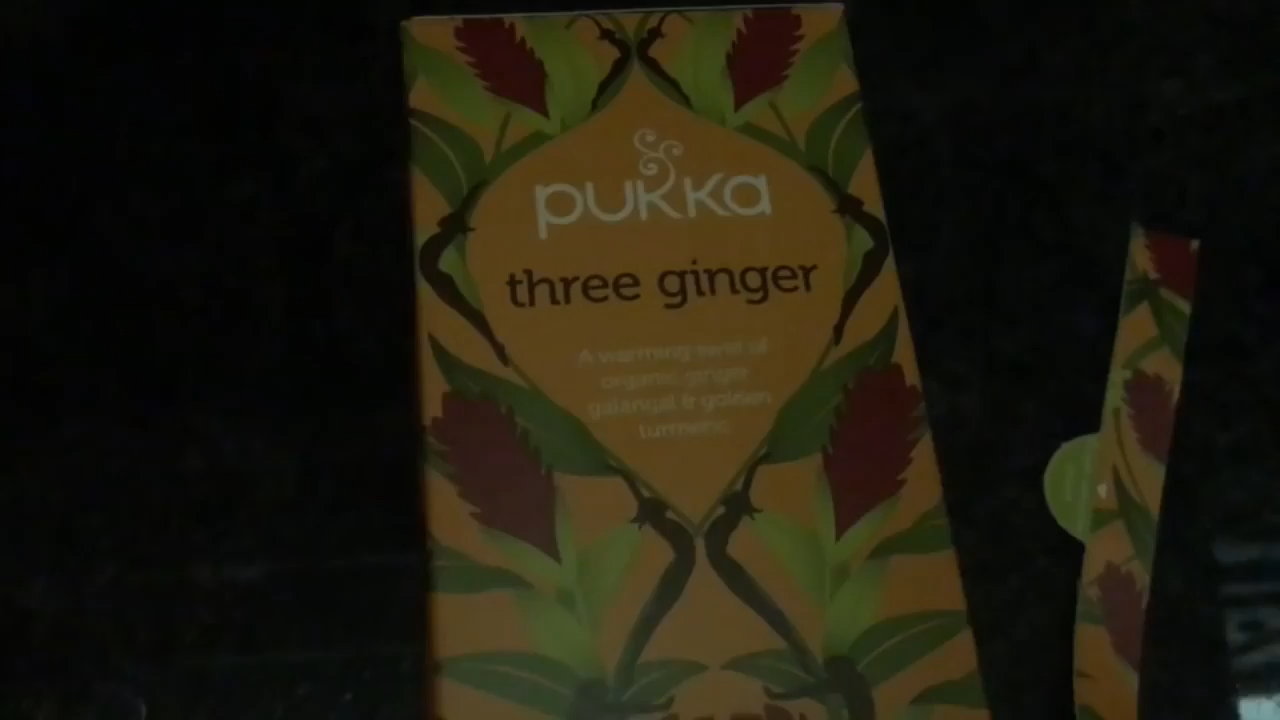 pukka
three ginger
A warming swirl of
organic ginger
galangal & golden
turmeric